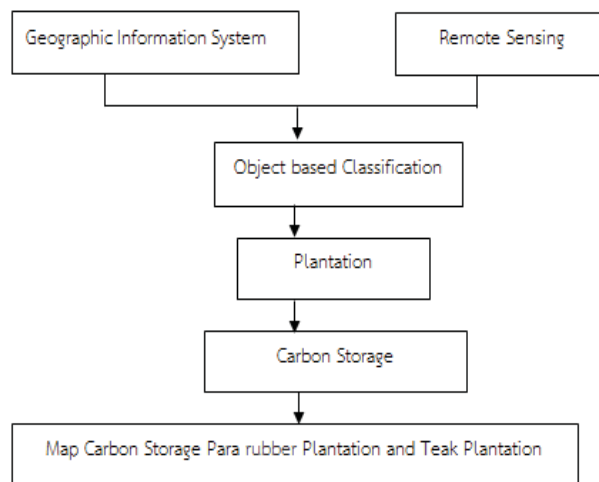 Geographic Information System
Remote Sensing
Object based Classification
Plantation
Carbon Storage
Map Carbon Storage Para rubber Plantation and Teak Plantation